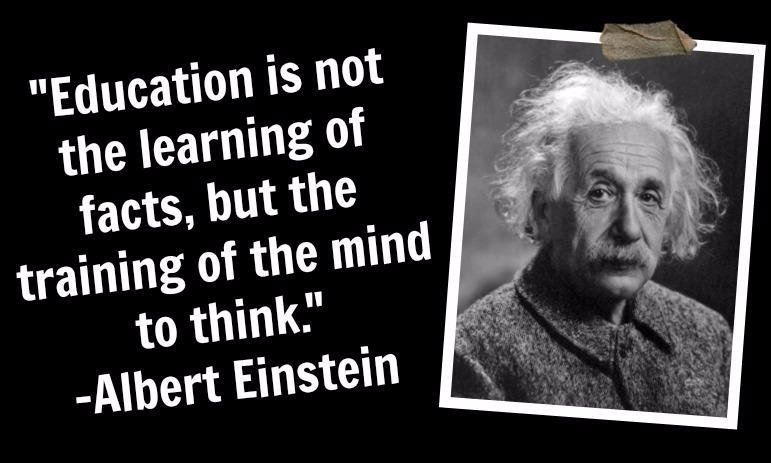 "Education is not
the learning of
facts, but the
training of the mind
to think."
-Albert Einstein